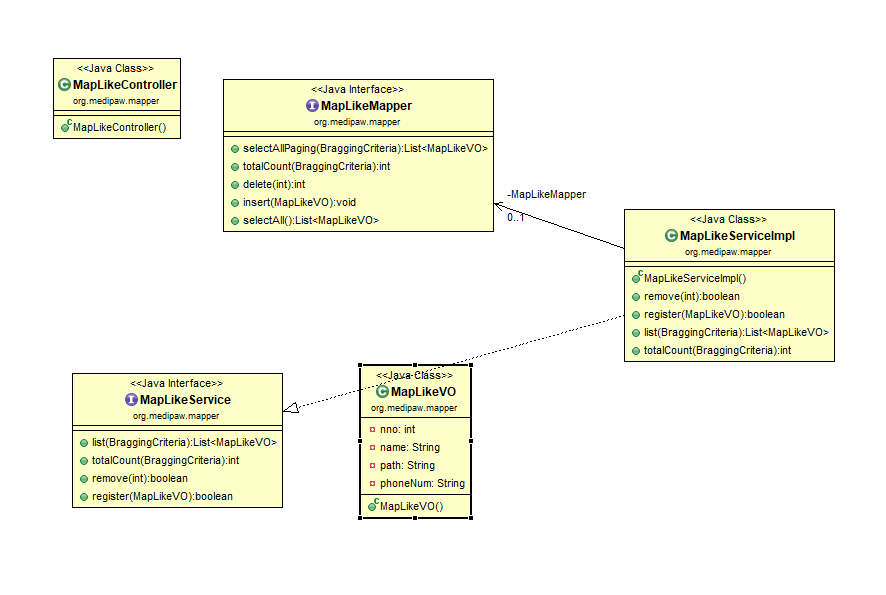 <<Java Class>>
MapLikeController
org.medipaw.mapper
MapLikeController()
<<Java Interface>>
MapLikeMapper
org.medipaw.mapper
selectAllPaging(BraggingCriteria):List<MapLikeVO>
totalCount(BraggingCriteria):int
delete(int):int
insert(MapLikeVO):void
selectAll():List<MapLikeVO>
-MapLikeMapper
0..1
<<Java Class>>
MapLikeServiceImpl
org.medipaw.mapper
MapLikeServiceImpl()
remove(int):boolean
register(MapLikeVO):boolean
list(BraggingCriteria):List<MapLikeVO>
totalCount(BraggingCriteria):int
<<Java Interface>>
MapLikeService
org.medipaw.mapper
list(BraggingCriteria):List<MapLikeVO>
totalCount(BraggingCriteria):int
remove(int):boolean
register(MapLikeVO):boolean
<<Java Class>>
MapLikeVO
org.medipaw.mapper
nno: int
name: String
path: String
phoneNum: String
MapLikeVO()